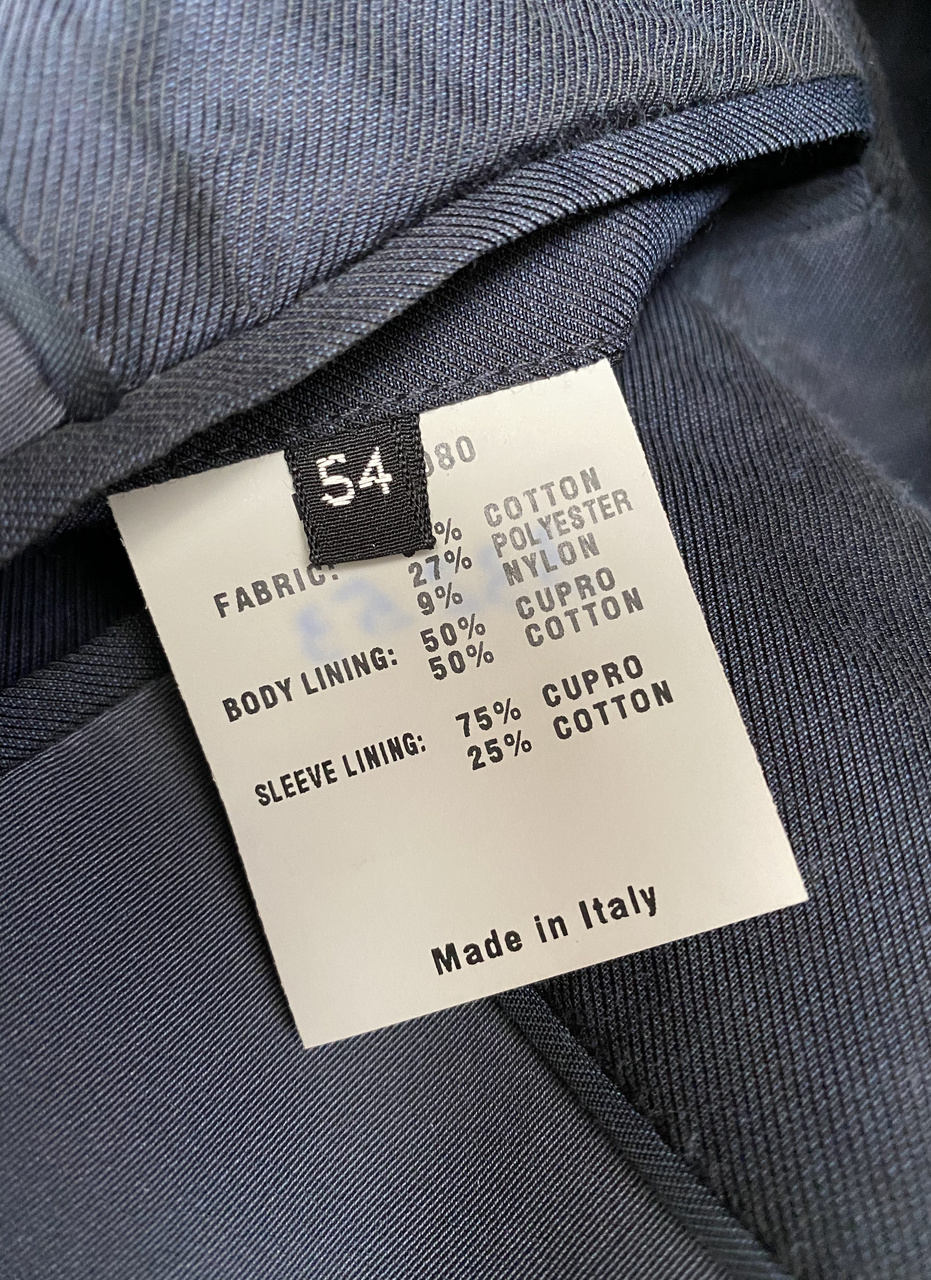 54
080
% COTTON
FABRIC: 27% POLYESTER
9% NYLON
BODY LINING: 50% CUPRO
50% COTTON
SLEEVE LINING: 75% CUPRO
25% COTTON
Made in Italy